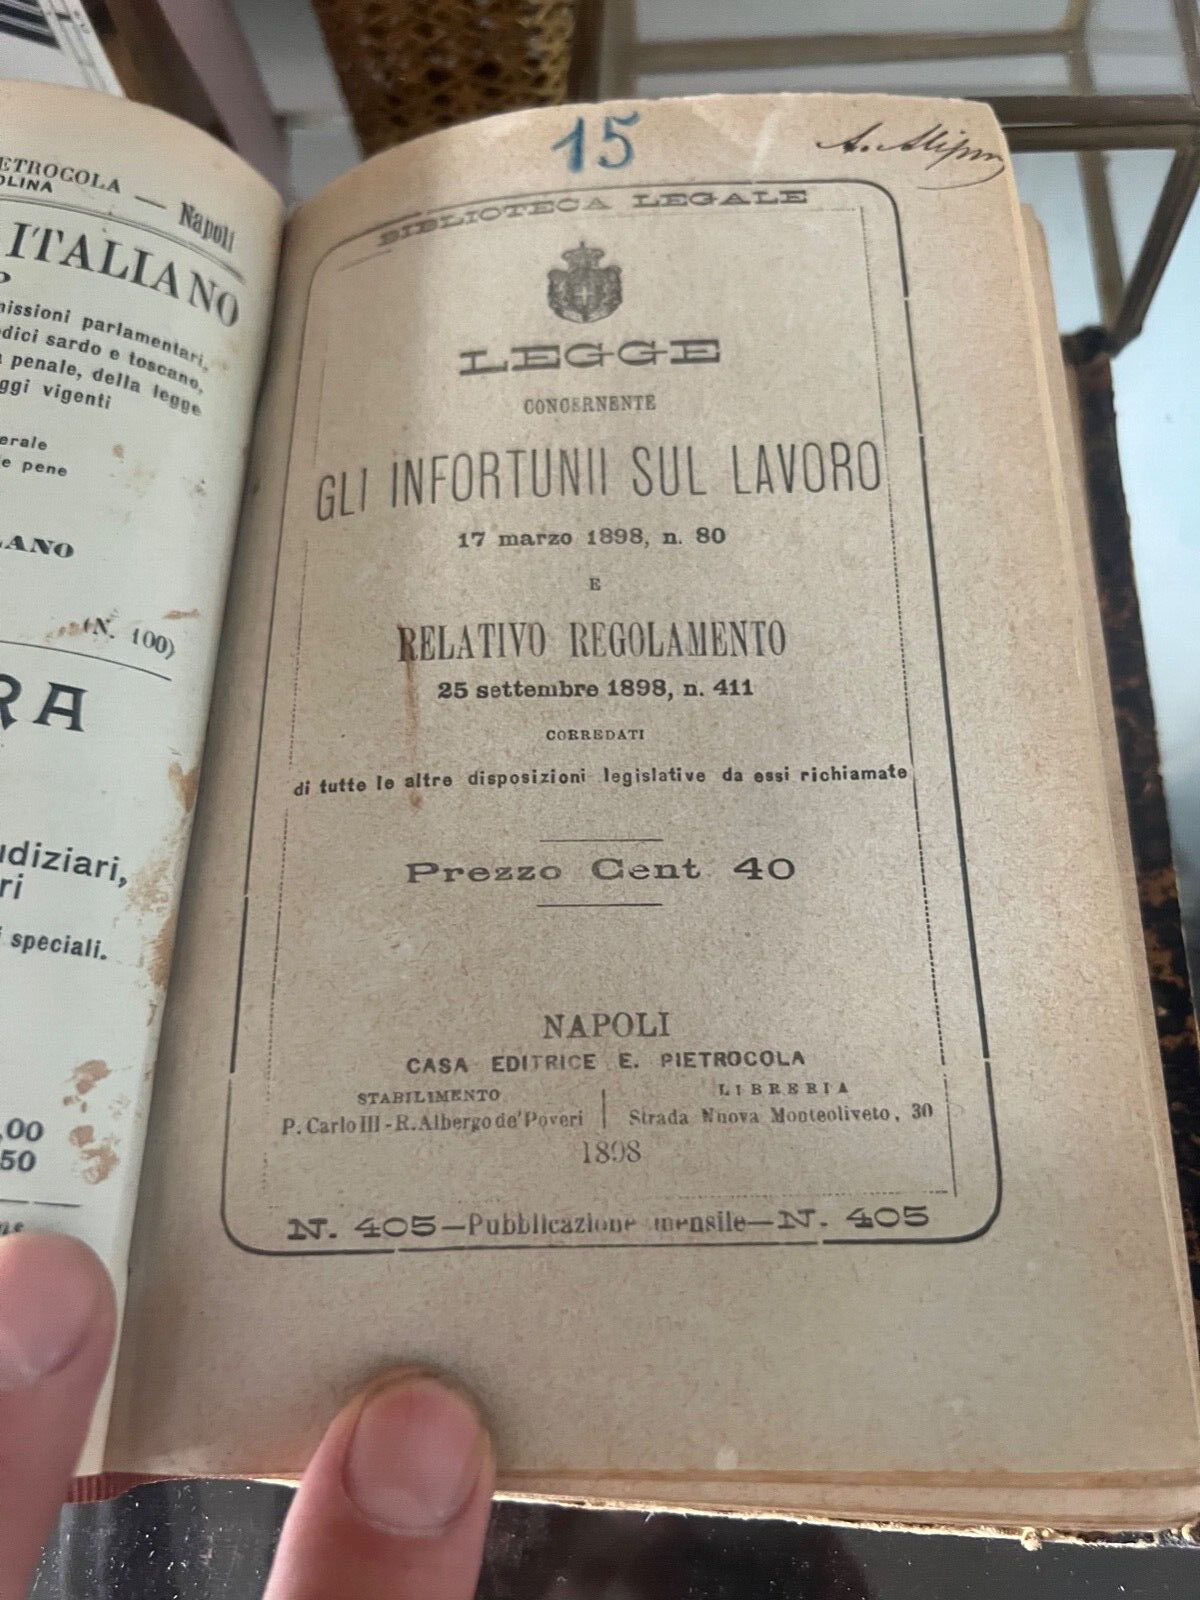 ETROCOLA — Napoli
OLINA
ITALIANO
missioni parlamentari,
dici sardo e toscano,
penale, della legge
ggi vigenti
erale
e pene
LANO
(N. 100)
RA
udiziari,
ri
i speciali.
,00
50
15
A.
BIBLIOTECA LEGALE
LEGGE
CONCERNENTE
GLI INFORTUNII SUL LAVORO
17 marzo 1898, n. 80
E
RELATIVO REGOLAMENTO
25 settembre 1898, n. 411
CORREDATI
di tutte le altre disposizioni legislative da essi richiamate
Prezzo Cent 40
NAPOLI
CASA EDITRICE E. PIETROCOLA
STABILIMENTO
P. Carlo III - R. Albergo de' Poveri
LIBRERIA
Strada Nuova Monteoliveto, 30
1898
N. 405—Pubblicazione mensile—N. 405